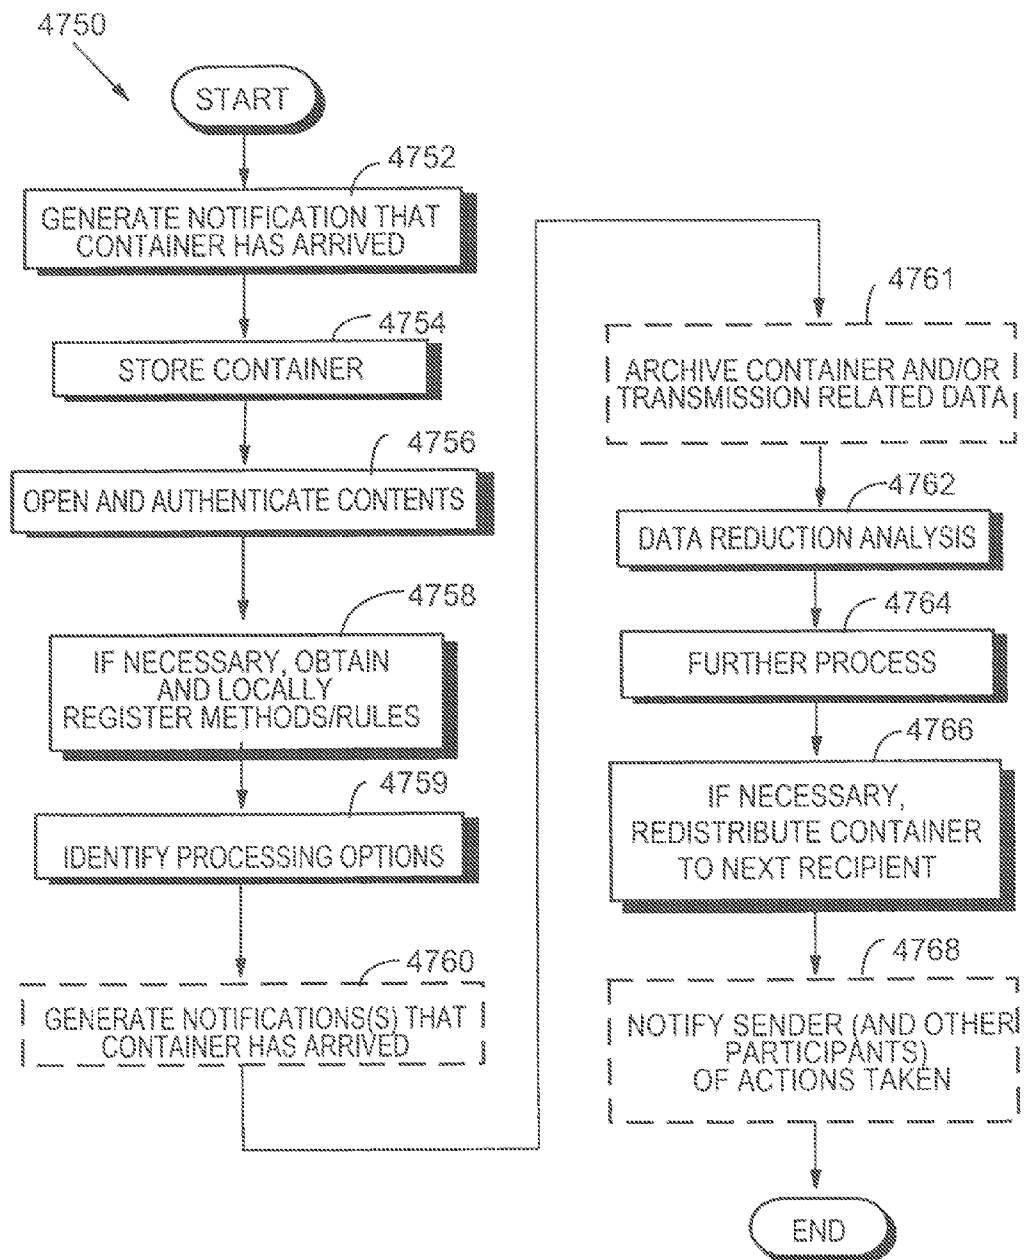 4750
START
4752
GENERATE NOTIFICATION THAT
CONTAINER HAS ARRIVED
4754
STORE CONTAINER
4756
OPEN AND AUTHENTICATE CONTENTS
4758
IF NECESSARY, OBTAIN
AND LOCALLY
REGISTER METHODS/RULES
4759
IDENTIFY PROCESSING OPTIONS
4760
GENERATE NOTIFICATIONS(S) THAT
CONTAINER HAS ARRIVED
4761
ARCHIVE CONTAINER AND/OR
TRANSMISSION RELATED DATA
4762
DATA REDUCTION ANALYSIS
4764
FURTHER PROCESS
4766
IF NECESSARY,
REDISTRIBUTE CONTAINER
TO NEXT RECIPIENT
4768
NOTIFY SENDER (AND OTHER
PARTICIPANTS)
OF ACTIONS TAKEN
END